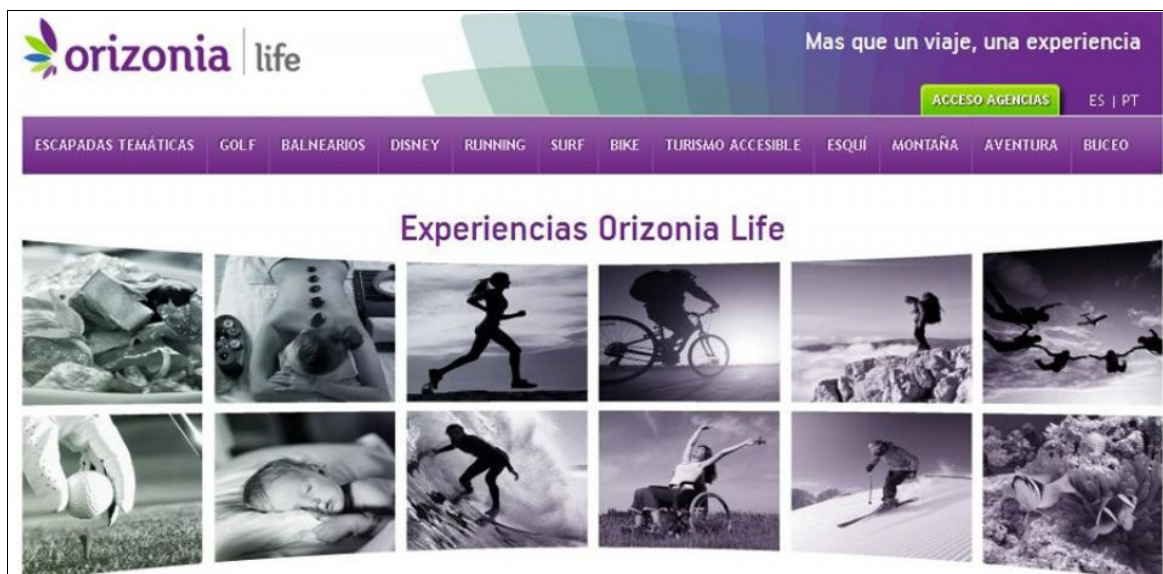 orizonia | life
Mas que un viaje, una experiencia
ACCESO AGENCIAS
ES | PT
ESCAPADAS TEMÁTICAS GOLF BALNEARIOS DISNEY RUNNING SURF BIKE TURISMO ACCESIBLE ESQUÍ MONTAÑA AVENTURA BUCEO
Experiencias Orizonia Life